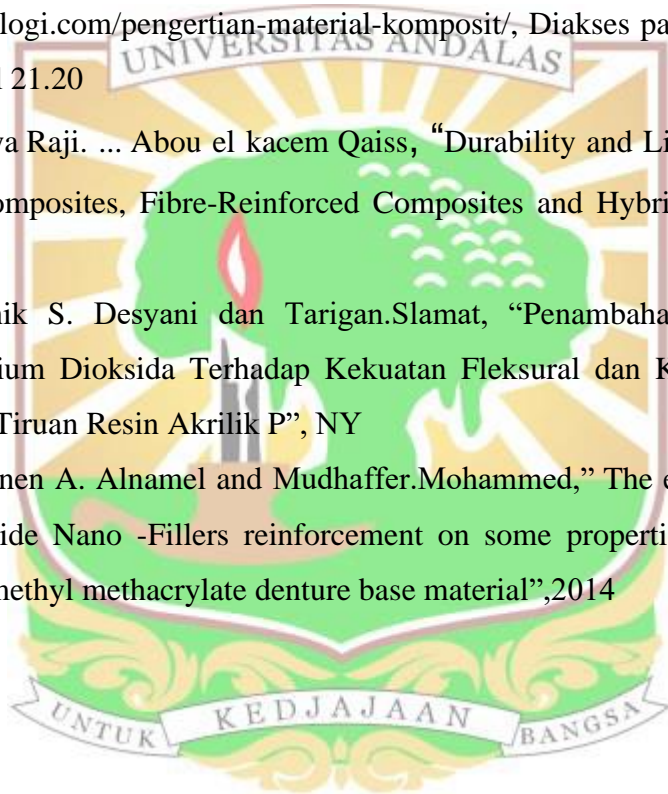 logi.com/pengertian-material-komposit/, Diakses pa
UNIVERSITAS ANDALAS
21.20
va Raji. ... Abou el kacem Qaiss, “Durability and Li
omposites, Fibre-Reinforced Composites and Hybri
nik S. Desyani dan Tarigan.Slamat, “Penambaha
ium Dioksida Terhadap Kekuatan Fleksural dan K
Tiruan Resin Akrilik P”, NY
nen A. Alnamel and Mudhaffer.Mohammed,” The e
ide Nano -Fillers reinforcement on some properti
methyl methacrylate denture base material”,2014
UNTUK KEDJAJAAN BANGSA